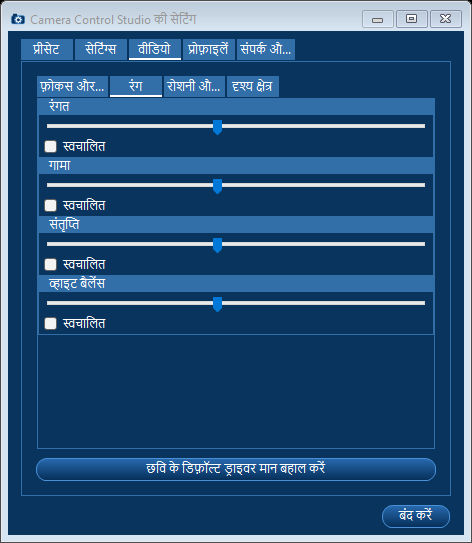 Camera Control Studio की सेटिंग
प्रीसेट सेटिंग्स वीडियो प्रोफ़ाइलें संपर्क औ...
फ़ोकस और... रंग रोशनी औ... दृश्य क्षेत्र
रंगत
स्वचालित
गामा
स्वचालित
संतृप्ति
स्वचालित
व्हाइट बैलेंस
स्वचालित
छवि के डिफ़ॉल्ट ड्राइवर मान बहाल करें
बंद करें